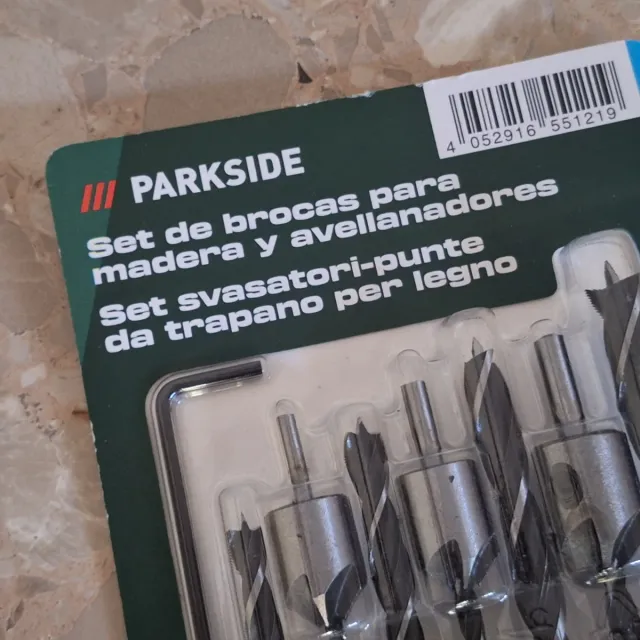 4 052916 551219
/// PARKSIDE
Set de brocas para
madera y avellanadores
Set svasatori-punte
da trapano per legno